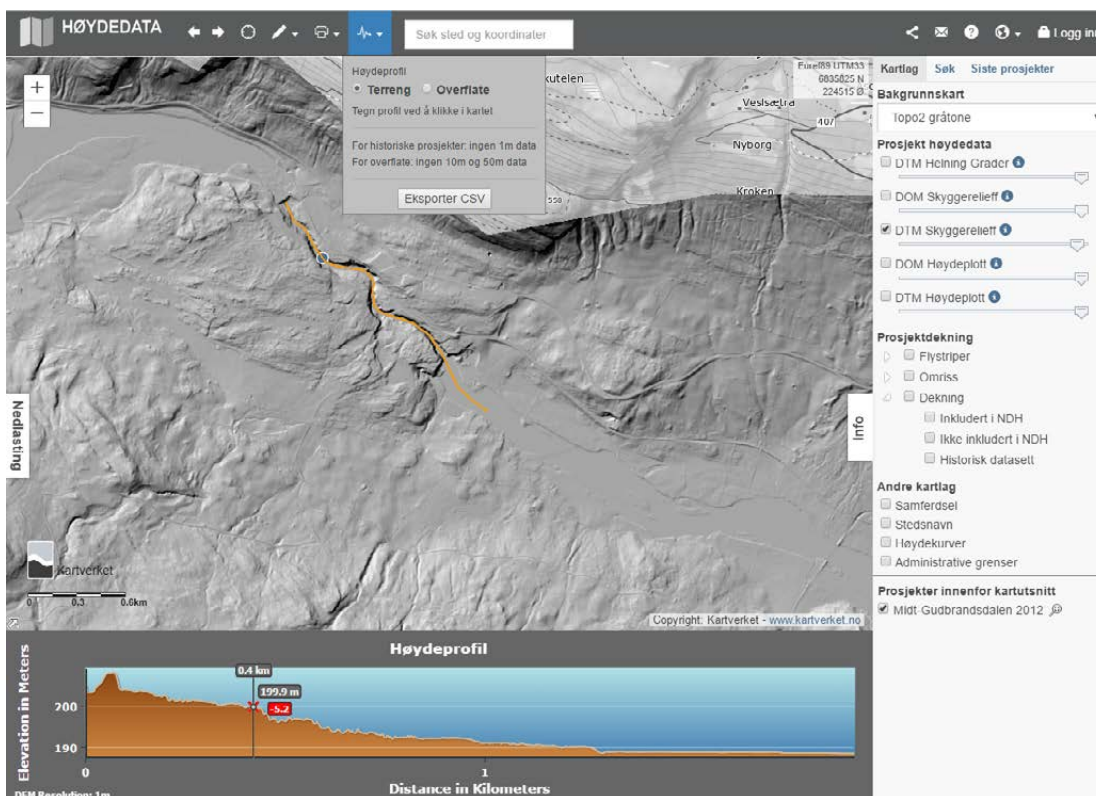 HØYDEDATA
Søk sted og koordinater
Logg inn
Høydeprofil
Terreng
Overflate
Tegn profil ved å klikke i kartet
For historiske prosjekter: ingen 1m data
For overflate: ingen 10m og 50m data
Eksporter CSV
kutelen
Euref89 UTM33
6835825 N
224515 Ø
Veslsætra
407
Nyborg
Kroken
550
+
−
Nedlasting
Info
Kartverket
0 0.3 0.6km
Copyright: Kartverket - www.kartverket.no
Kartlag Søk Siste prosjekter
Bakgrunnskart
Topo2 gråtone
Prosjekt høydedata
DTM Helning Grader
DOM Skyggerelieff
DTM Skyggerelieff
DOM Høydeplott
DTM Høydeplott
Prosjektdekning
Flystriper
Omriss
Dekning
Inkludert i NDH
Ikke inkludert i NDH
Historisk datasett
Andre kartlag
Samferdsel
Stedsnavn
Høydekurver
Administrative grenser
Prosjekter innenfor kartutsnitt
Midt-Gudbrandsdalen 2012
Høydeprofil
Elevation in Meters
200
190
0.4 km
199.9 m
-5.2
0 1
Distance in Kilometers
DEM Resolution: 1m